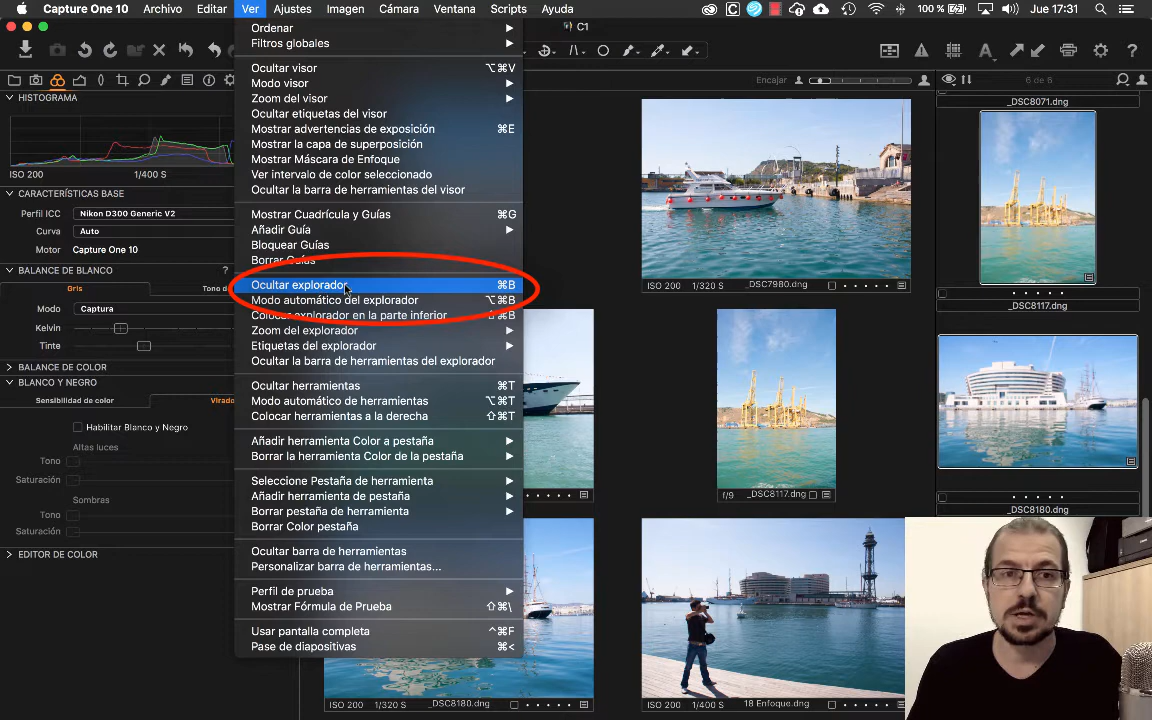 Capture One 10 Archivo Editar Ver Ajustes Imagen Cámara Ventana Scripts Ayuda 100 % Jue 17:31
C1
Ordenar
Filtros globales
Ocultar visor ⌥⌘V
Modo visor
Zoom del visor
Ocultar etiquetas del visor
Mostrar advertencias de exposición ⌘E
Mostrar la capa de superposición
Mostrar Máscara de Enfoque
Ver intervalo de color seleccionado
Ocultar la barra de herramientas del visor
Mostrar Cuadrícula y Guías ⌘G
Añadir Guía
Bloquear Guías
Borrar Guías
Ocultar explorador ⌘B
Modo automático del explorador ⌥⌘B
Colocar explorador en la parte inferior ⇧⌘B
Zoom del explorador
Etiquetas del explorador
Ocultar la barra de herramientas del explorador
Ocultar herramientas ⌘T
Modo automático de herramientas ⌥⌘T
Colocar herramientas a la derecha ⇧⌘T
Añadir herramienta Color a pestaña
Borrar la herramienta Color de la pestaña
Seleccione Pestaña de herramienta
Añadir herramienta de pestaña
Borrar pestaña de herramienta
Borrar Color pestaña
Ocultar barra de herramientas
Personalizar barra de herramientas...
Perfil de prueba
Mostrar Fórmula de Prueba ⇧⌘\
Usar pantalla completa ^⌘F
Pase de diapositivas ⌘<
HISTOGRAMA
ISO 200 1/400 S
CARACTERÍSTICAS BASE
Perfil ICC Nikon D300 Generic V2
Curva Auto
Motor Capture One 10
BALANCE DE BLANCO ?
Gris Tono d
Modo Captura
Kelvin
Tinte
BALANCE DE COLOR
BLANCO Y NEGRO
Sensibilidad de color Virado
Habilitar Blanco y Negro
Altas luces
Tono
Saturación
Sombras
Tono
Saturación
EDITOR DE COLOR
Encajar
6 de 6
ISO 200 1/320 S _DSC7980.dng
f/9 _DSC8117.dng
ISO 200 1/320 S _DSC8180.dng
ISO 200 1/400 S 18 Enfoque.dng
_DSC8071.dng
_DSC8117.dng
_DSC8180.dng